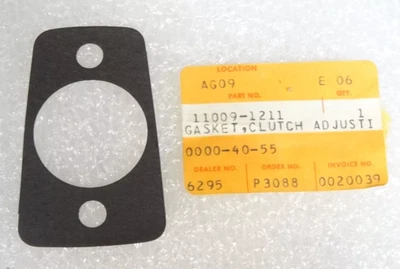 LOCATION
AG09 E 06
PART NO. QTY.
11009-1211 1
GASKET,CLUTCH ADJUSTI
0000-40-55
DEALER NO. ORDER NO. INVOICE NO.
6295 P3088 0020039